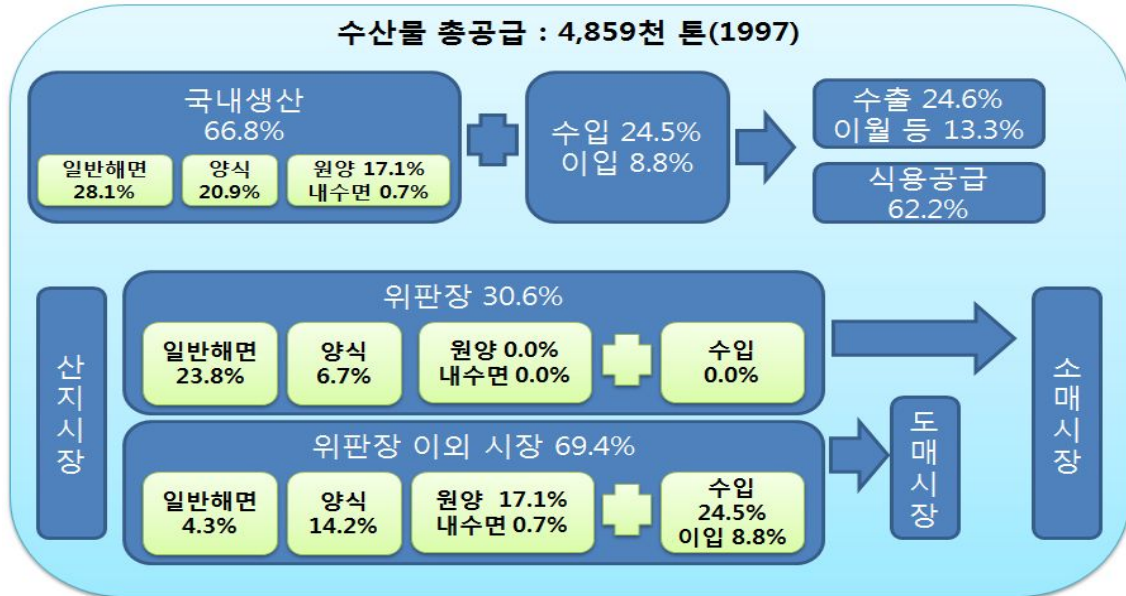 수산물 총공급 : 4,859천 톤(1997)
국내생산
66.8%
일반해면
28.1%
양식
20.9%
원양 17.1%
내수면 0.7%
수입 24.5%
이입 8.8%
수출 24.6%
이월 등 13.3%
식용공급
62.2%
산지시장
위판장 30.6%
일반해면
23.8%
양식
6.7%
원양 0.0%
내수면 0.0%
수입
0.0%
위판장 이외 시장 69.4%
일반해면
4.3%
양식
14.2%
원양 17.1%
내수면 0.7%
수입
24.5%
이입 8.8%
도매시장
소매시장